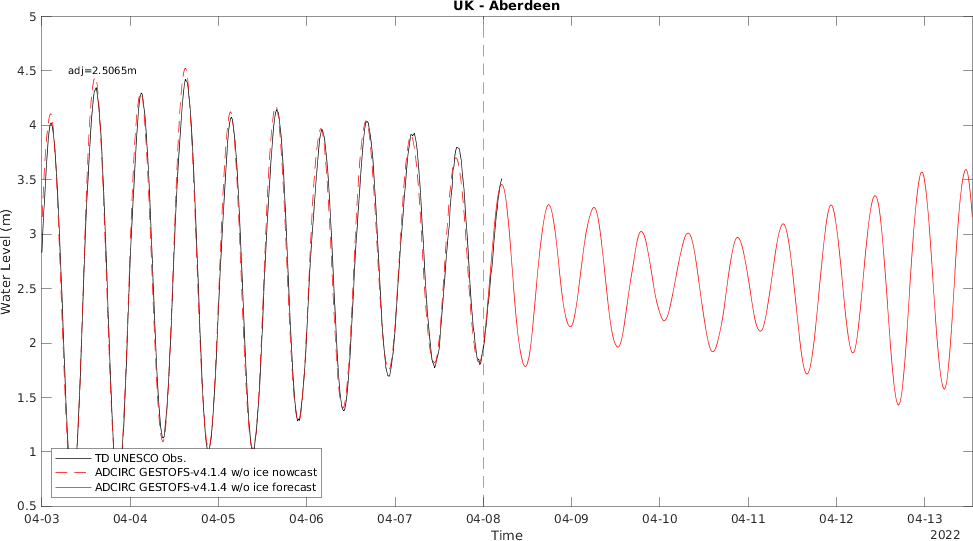 UK - Aberdeen
adj=2.5065m
Water Level (m)
5
4.5
4
3.5
3
2.5
2
1.5
1
0.5
TD UNESCO Obs.
ADCIRC GESTOFS-v4.1.4 w/o ice nowcast
ADCIRC GESTOFS-v4.1.4 w/o ice forecast
04-03 04-04 04-05 04-06 04-07 04-08 04-09 04-10 04-11 04-12 04-13
Time
2022